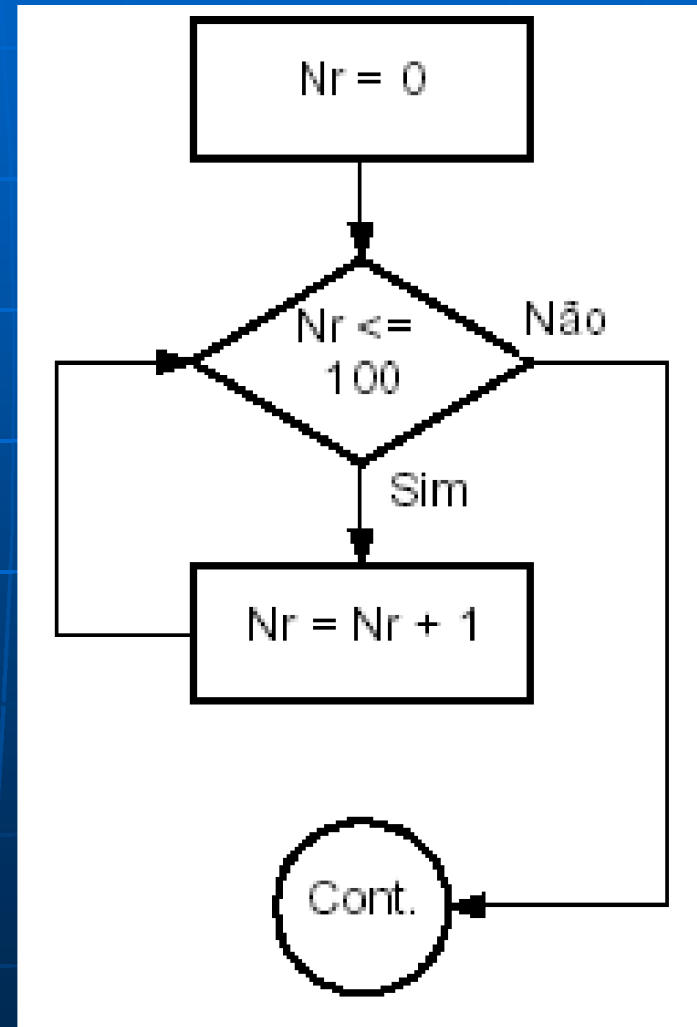 Nr = 0
Nr <=
100
Não
Sim
Nr = Nr + 1
Cont.